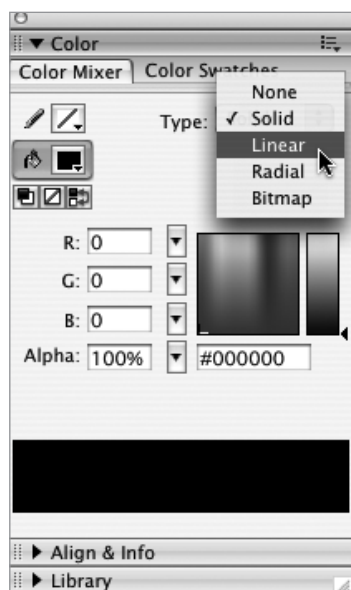 Color
Color Mixer Color Swatches
Type:
None
✓ Solid
Linear
Radial
Bitmap
R: 0
G: 0
B: 0
Alpha: 100% #000000
Align & Info
Library